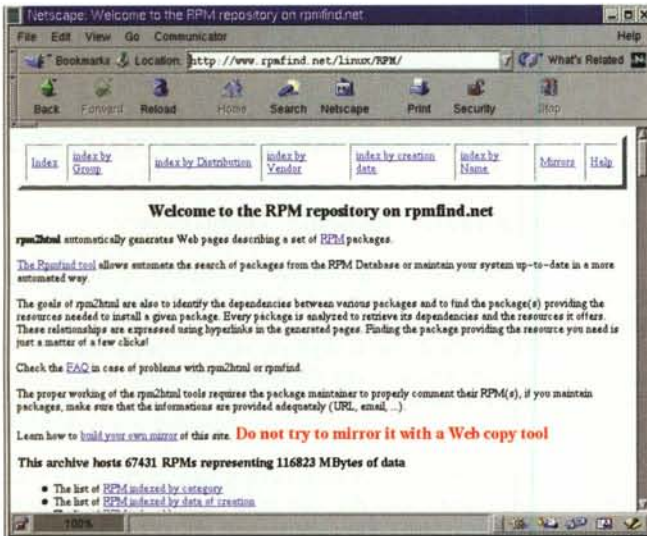 Netscape: Welcome to the RPM repository on rpmfind.net
File Edit View Go Communicator Help
Bookmarks Location: http://www.rpmfind.net/linux/RPM/ What's Related
Back Forward Reload Home Search Netscape Print Security Stop
Index index by Group index by Distribution index by Vendor index by creation date index by Name Mirrors Help
Welcome to the RPM repository on rpmfind.net
rpm2html automatically generates Web pages describing a set of RPM packages.
The Rpmfind tool allows automate the search of packages from the RPM Database or maintain your system up-to-date in a more
automated way.
The goals of rpm2html are also to identify the dependencies between various packages and to find the package(s) providing the
resources needed to install a given package. Every package is analyzed to retrieve its dependencies and the resources it offers.
These relationships are expressed using hyperlinks in the generated pages. Finding the package providing the resource you need is
just a matter of a few clicks!
Check the FAQ in case of problems with rpm2html or rpmfind.
The proper working of the rpm2html tools requires the package maintainer to properly comment their RPM(s), if you maintain
packages, make sure that the informations are provided adequately (URL, email, ...).
Learn how to build your own mirror of this site. Do not try to mirror it with a Web copy tool
This archive hosts 67431 RPMs representing 116823 MBytes of data
The list of RPM indexed by category
The list of RPM indexed by data of creation
100%